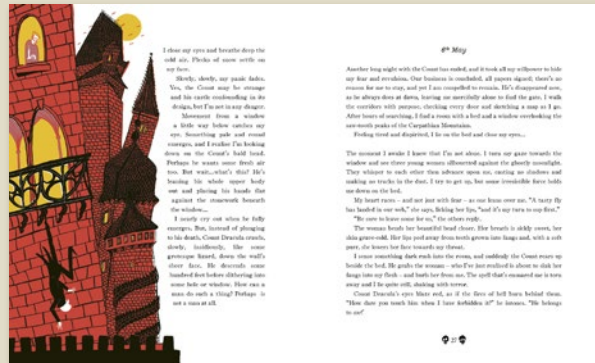 I close my eyes and breathe deep the
cold air. Flecks of snow settle on
my face.
Slowly, slowly, my panic fades.
Yes, the Count may be strange
and his castle confounding in its
design, but I'm not in any danger.
Movement from a window
a little way below catches my
eye. Something pale and round
emerges, and I realize I'm looking
down on the Count's bald head.
Perhaps he wants some fresh air
too. But wait...what's this? He's
leaning his whole upper body
out and placing his hands flat
against the stonework beneath
the window...
I nearly cry out when he fully
emerges. But, instead of plunging
to his death, Count Dracula crawls,
slowly, insidiously, like some
grotesque lizard, down the wall's
sheer face. He descends some
hundred feet before slithering into
some hole or window. How can a
man do such a thing? Perhaps he is
not a man at all.
6th May
Another long night with the Count has ended, and it took all my willpower to hide
my fear and revulsion. Our business is concluded, all papers signed; there's no
reason for me to stay, and yet I am compelled to remain. He's disappeared now,
as he always does at dawn, leaving me mercifully alone to find the gate. I walk
the corridors with purpose, checking every door and sketching a map as I go.
After hours of searching, I find a room with a bed and a window overlooking the
saw-tooth peaks of the Carpathian Mountains.
Feeling tired and dispirited, I lie on the bed and close my eyes...
The moment I awake I know that I'm not alone. I turn my gaze towards the
window and see three young women silhouetted against the ghostly moonlight.
They whisper to each other then advance upon me, casting no shadows and
making no tracks in the dust. I try to get up, but some irresistible force holds
me down on the bed.
My heart races – and not just with fear – as one leans over me. "A tasty fly
has landed in our web," she says, licking her lips, "and it's my turn to sup first."
"Be sure to leave some for us," the others reply.
The woman bends her beautiful head closer. Her breath is sickly sweet, her
skin grave-cold. Her lips peel away from teeth grown into fangs and, with a soft
purr, she lowers her face towards my throat.
I sense something dark rush into the room, and suddenly the Count rears up
beside the bed. He grabs the woman – who I've just realized is about to sink her
fangs into my flesh – and hurls her from me. The spell that's ensnared me is torn
away and I lie quite still, shaking with terror.
Count Dracula's eyes blaze red, as if the fires of hell burn behind them.
"How dare you touch him when I have forbidden it!" he intones. "He belongs
to me!"
27